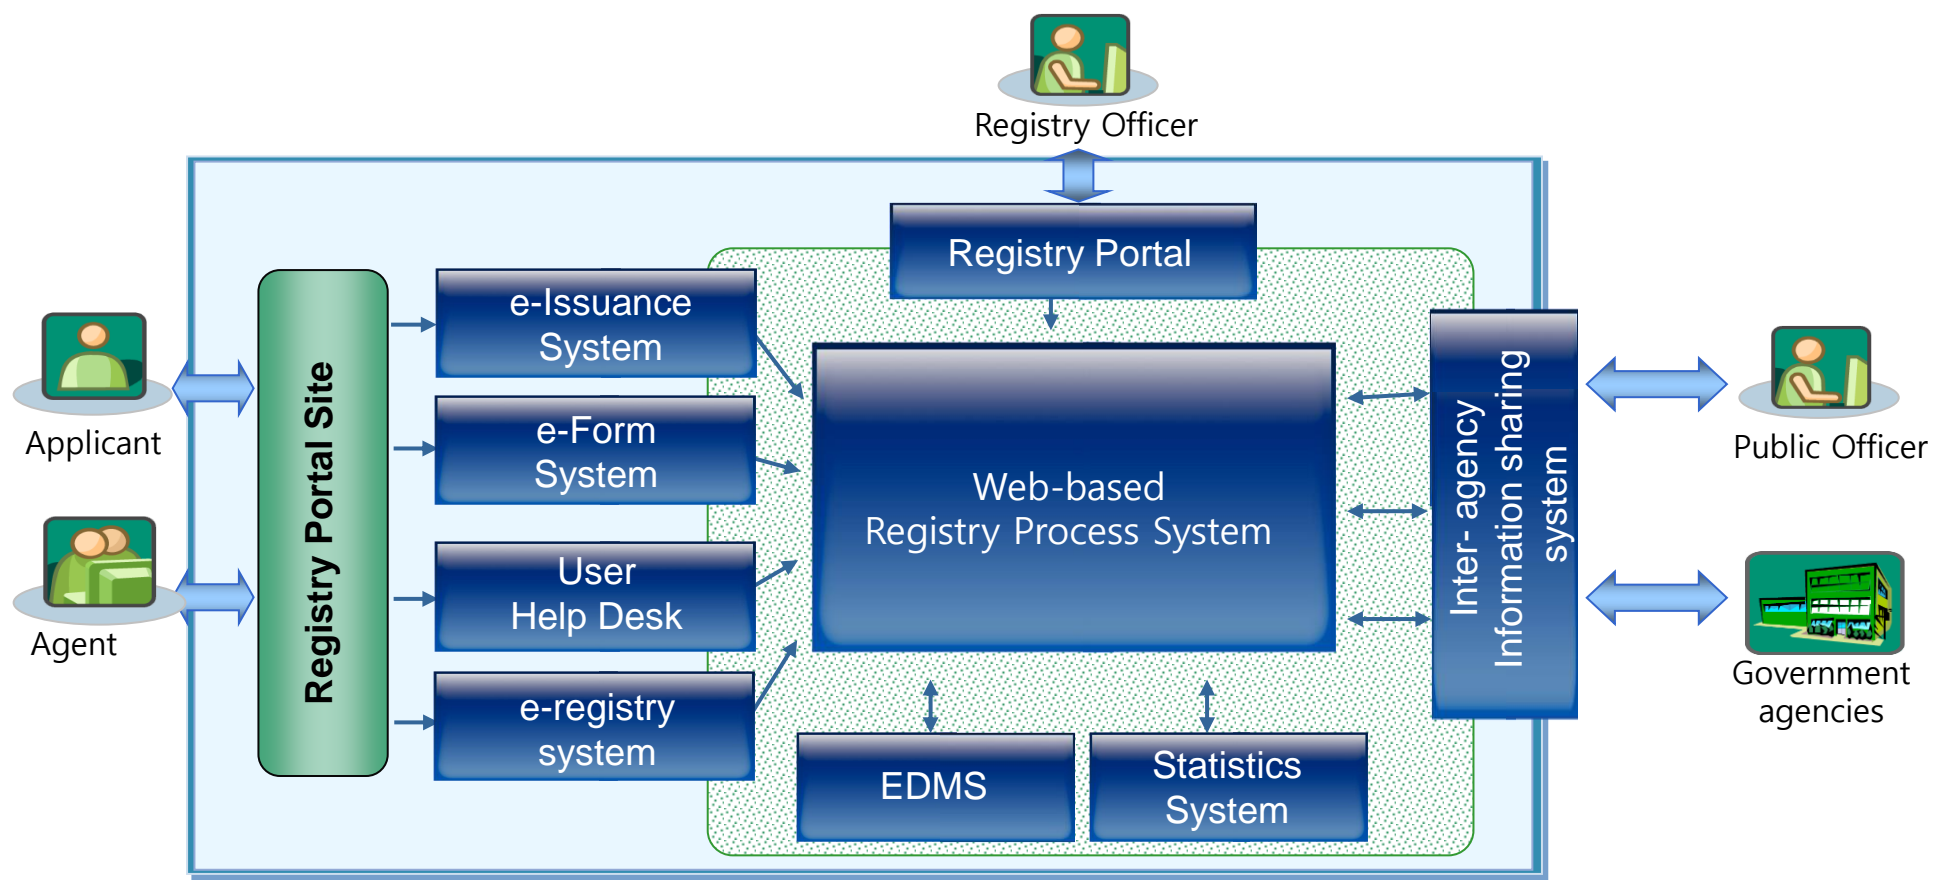 Registry Officer
Registry Portal
e-Issuance
System
Registry Portal Site
Applicant
e-Form
System
Web-based
Registry Process System
Inter- agency
Information sharing
system
Public Officer
User
Help Desk
Agent
Government
agencies
e-registry
system
EDMS
Statistics
System